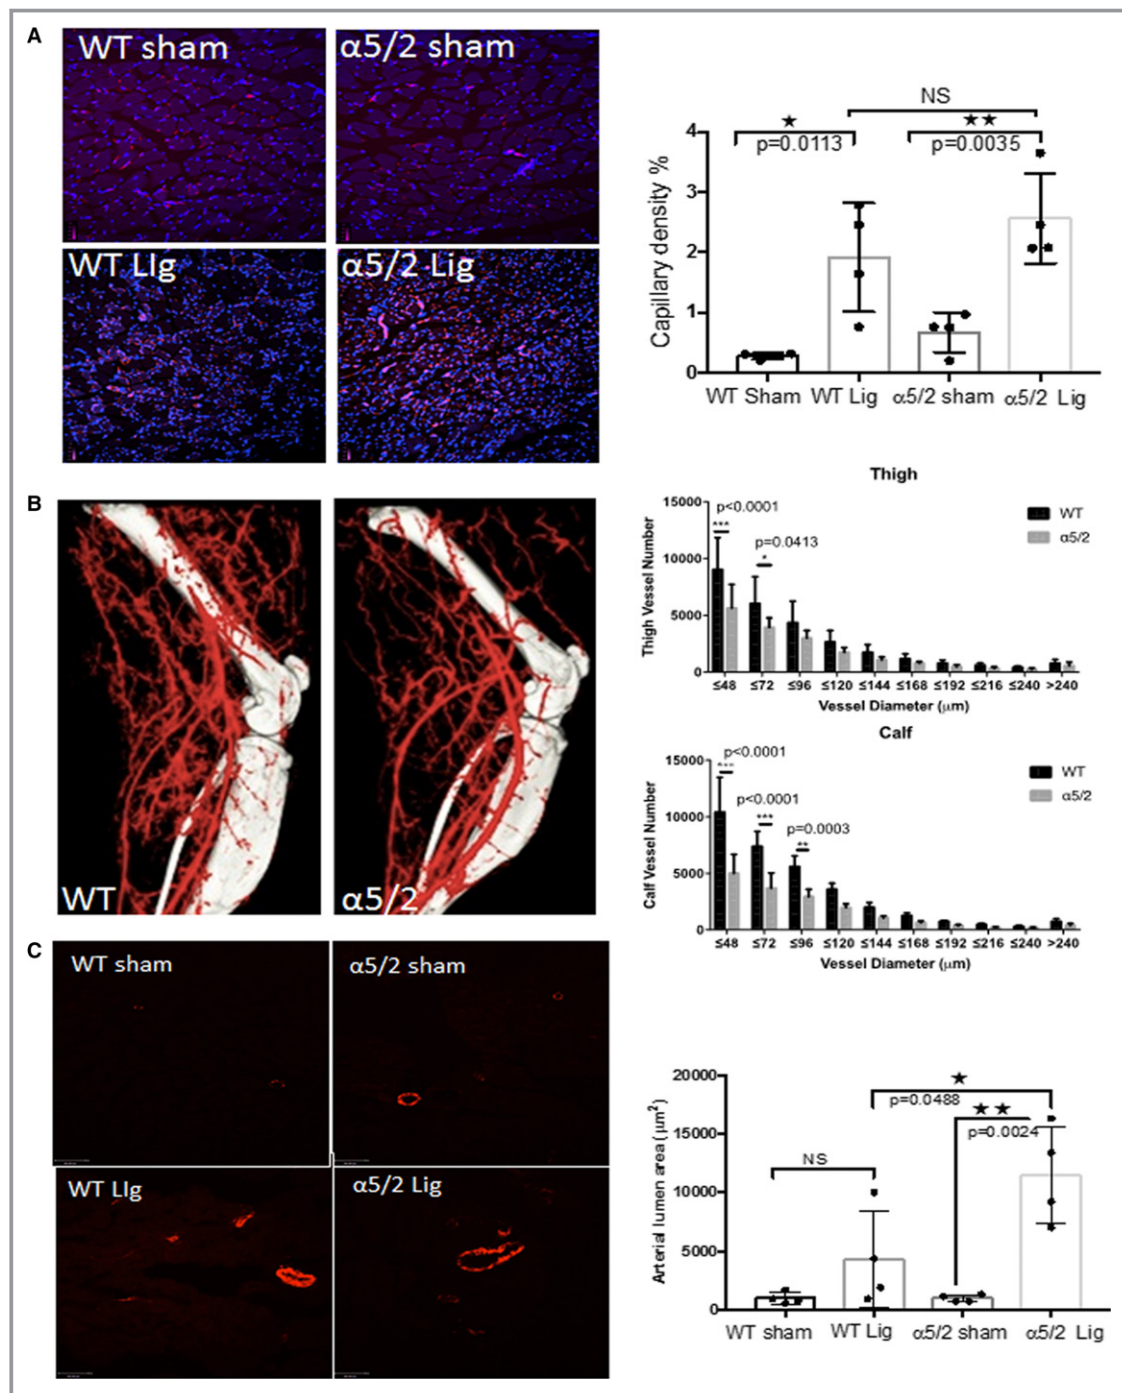 A
WT sham
α5/2 sham
WT LIg
α5/2 Lig
NS
★
★★
p=0.0113
p=0.0035
Capillary density %
4
3
2
1
0
WT Sham
WT Lig
α5/2 sham
α5/2 Lig
B
WT
α5/2
Thigh
15000
10000
5000
0
Thigh Vessel Number
p<0.0001
***
p=0.0413
*
WT
α5/2
≤48
≤72
≤96
≤120
≤144
≤168
≤192
≤216
≤240
>240
Vessel Diameter (μm)
Calf
15000
10000
5000
0
Calf Vessel Number
p<0.0001
***
p<0.0001
***
p=0.0003
**
WT
α5/2
≤48
≤72
≤96
≤120
≤144
≤168
≤192
≤216
≤240
>240
Vessel Diameter (μm)
C
WT sham
α5/2 sham
WT LIg
α5/2 Lig
20000
15000
10000
5000
0
Arterial lumen area (μm²)
★
p=0.0488
★★
p=0.0024
NS
WT sham
WT Lig
α5/2 sham
α5/2 Lig